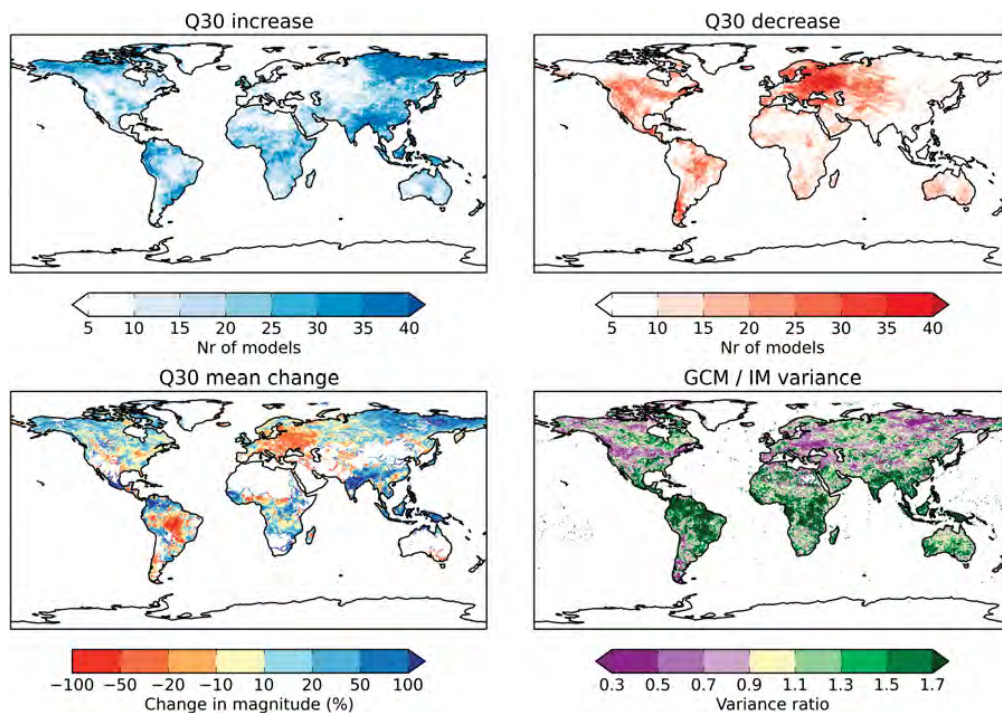 Q30 increase
Q30 decrease
5 10 15 20 25 30 35 40
Nr of models
5 10 15 20 25 30 35 40
Nr of models
Q30 mean change
GCM / IM variance
−100 −50 −20 −10 10 20 50 100
Change in magnitude (%)
0.3 0.5 0.7 0.9 1.1 1.3 1.5 1.7
Variance ratio